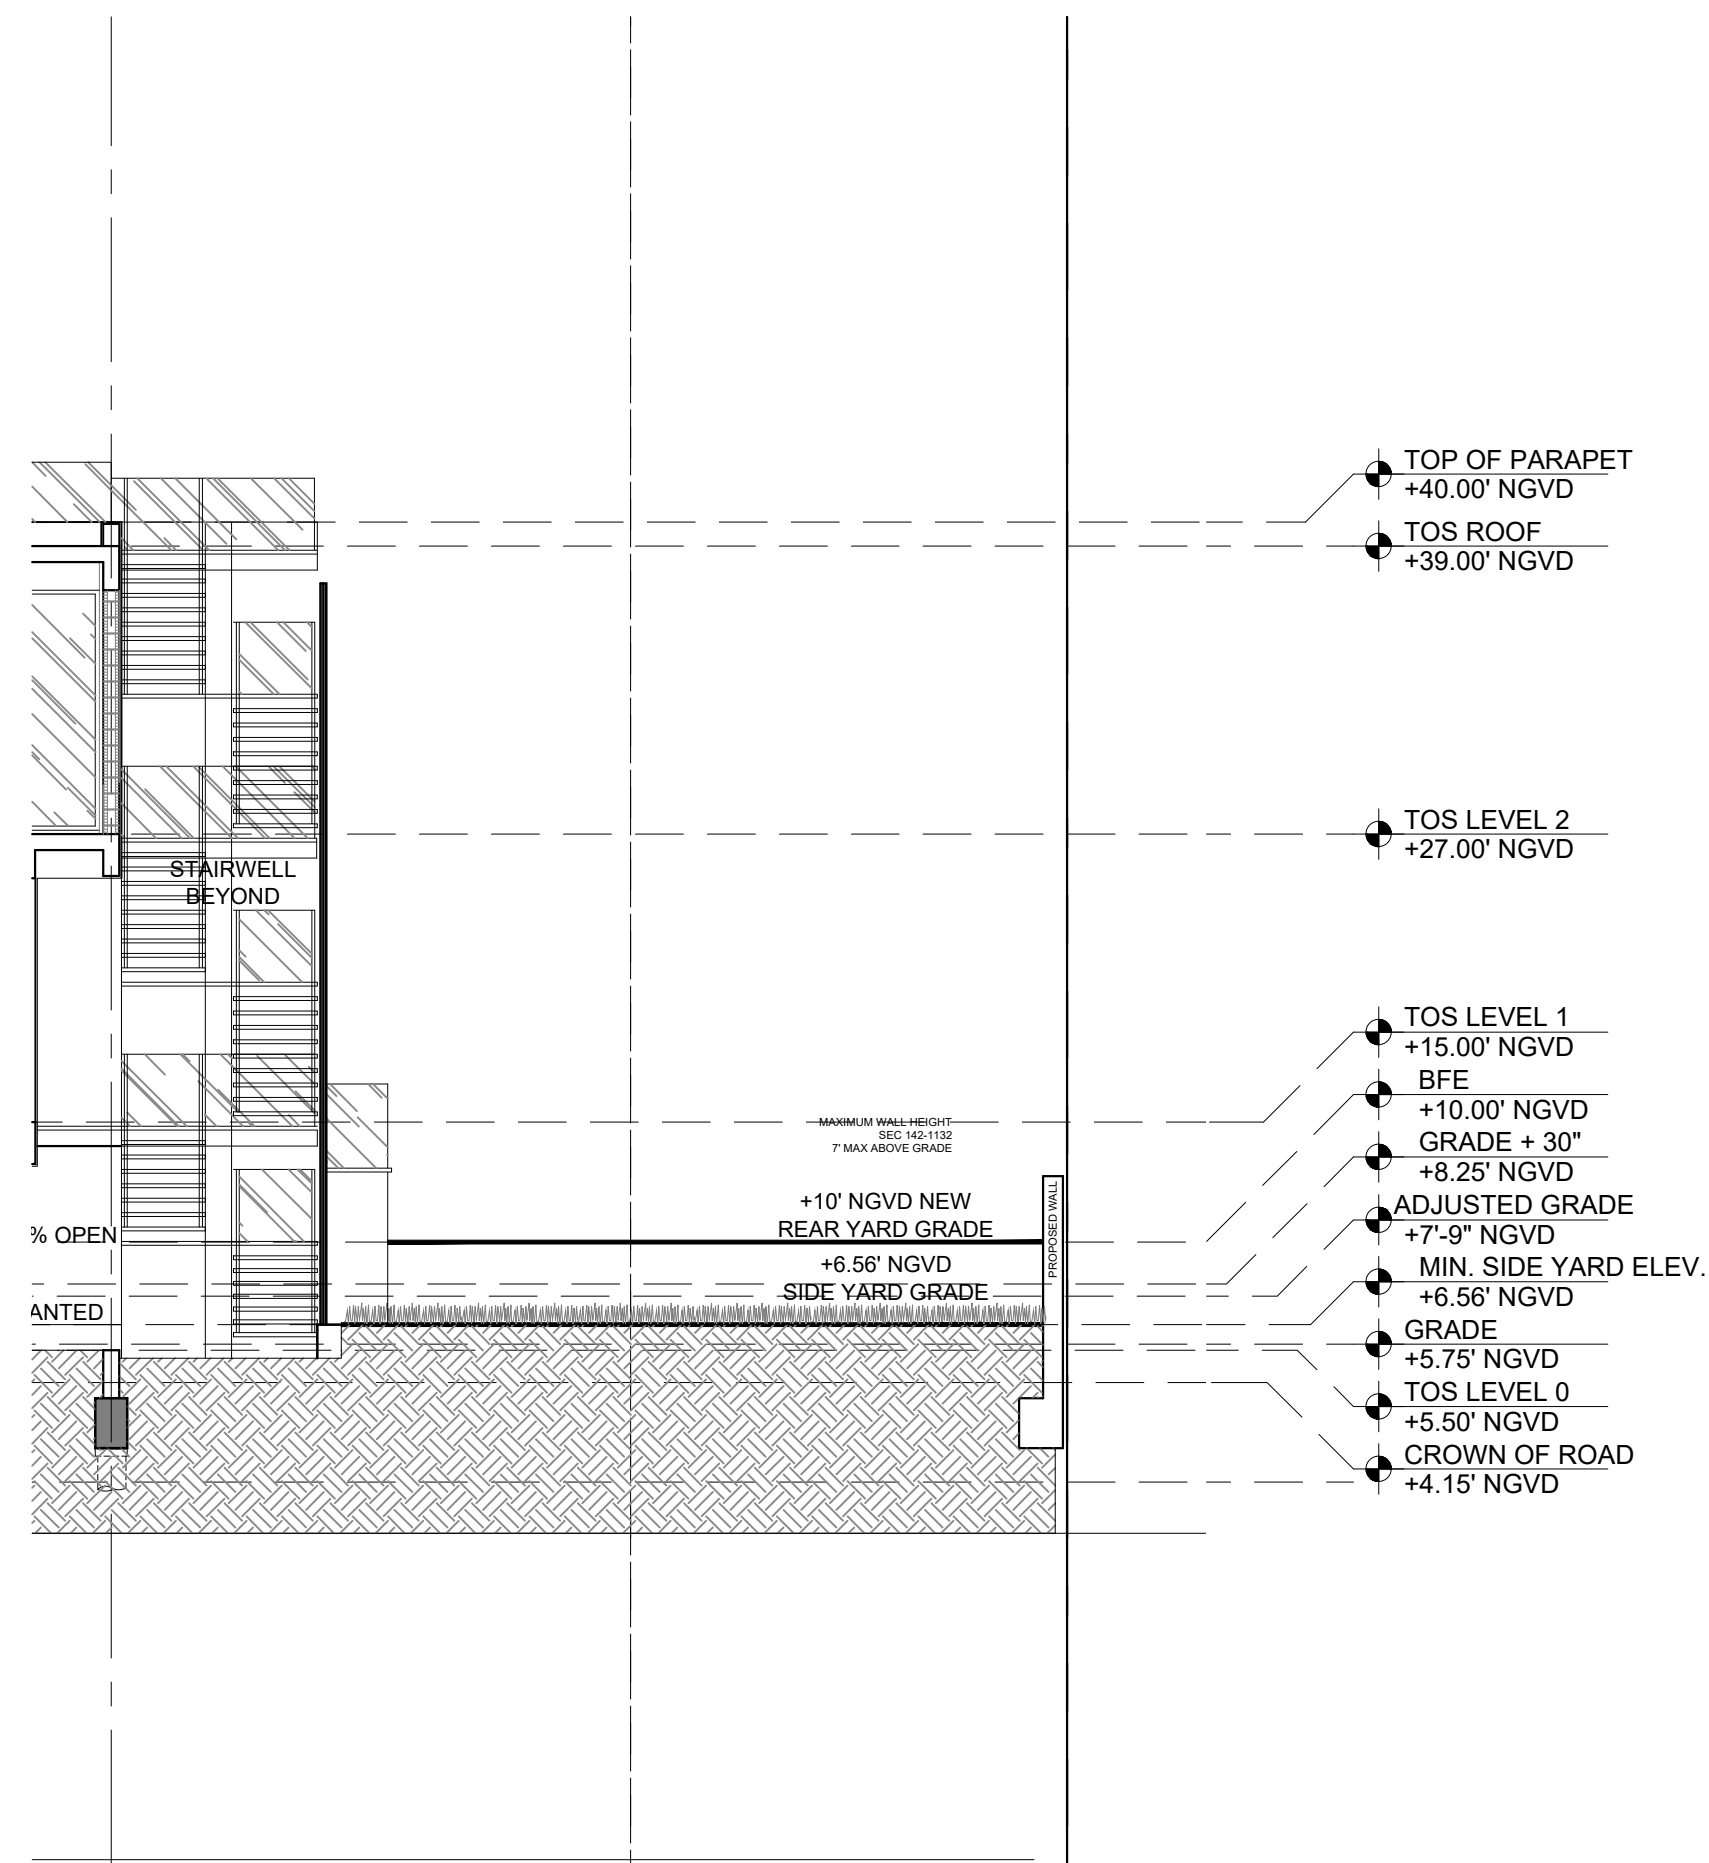 TOP OF PARAPET
+40.00' NGVD
TOS ROOF
+39.00' NGVD
TOS LEVEL 2
+27.00' NGVD
STAIRWELL
BEYOND
TOS LEVEL 1
+15.00' NGVD
BFE
+10.00' NGVD
MAXIMUM WALL HEIGHT
SEC 142-1132
7' MAX ABOVE GRADE
GRADE + 30"
+8.25' NGVD
PROPOSED WALL
+10' NGVD NEW
REAR YARD GRADE
ADJUSTED GRADE
+7'-9" NGVD
% OPEN
+6.56' NGVD
SIDE YARD GRADE
MIN. SIDE YARD ELEV.
+6.56' NGVD
ANTED
GRADE
+5.75' NGVD
TOS LEVEL 0
+5.50' NGVD
CROWN OF ROAD
+4.15' NGVD